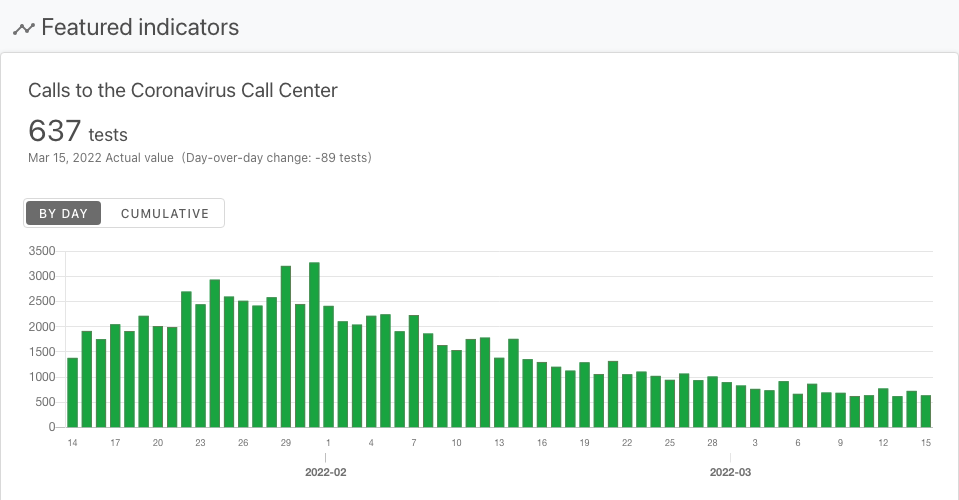 Featured indicators
Calls to the Coronavirus Call Center
637 tests
Mar 15, 2022 Actual value (Day-over-day change: -89 tests)
BY DAY CUMULATIVE
3500
3000
2500
2000
1500
1000
500
0
14 17 20 23 26 29 1 4 7 10 13 16 19 22 25 28 3 6 9 12 15
2022-02 2022-03